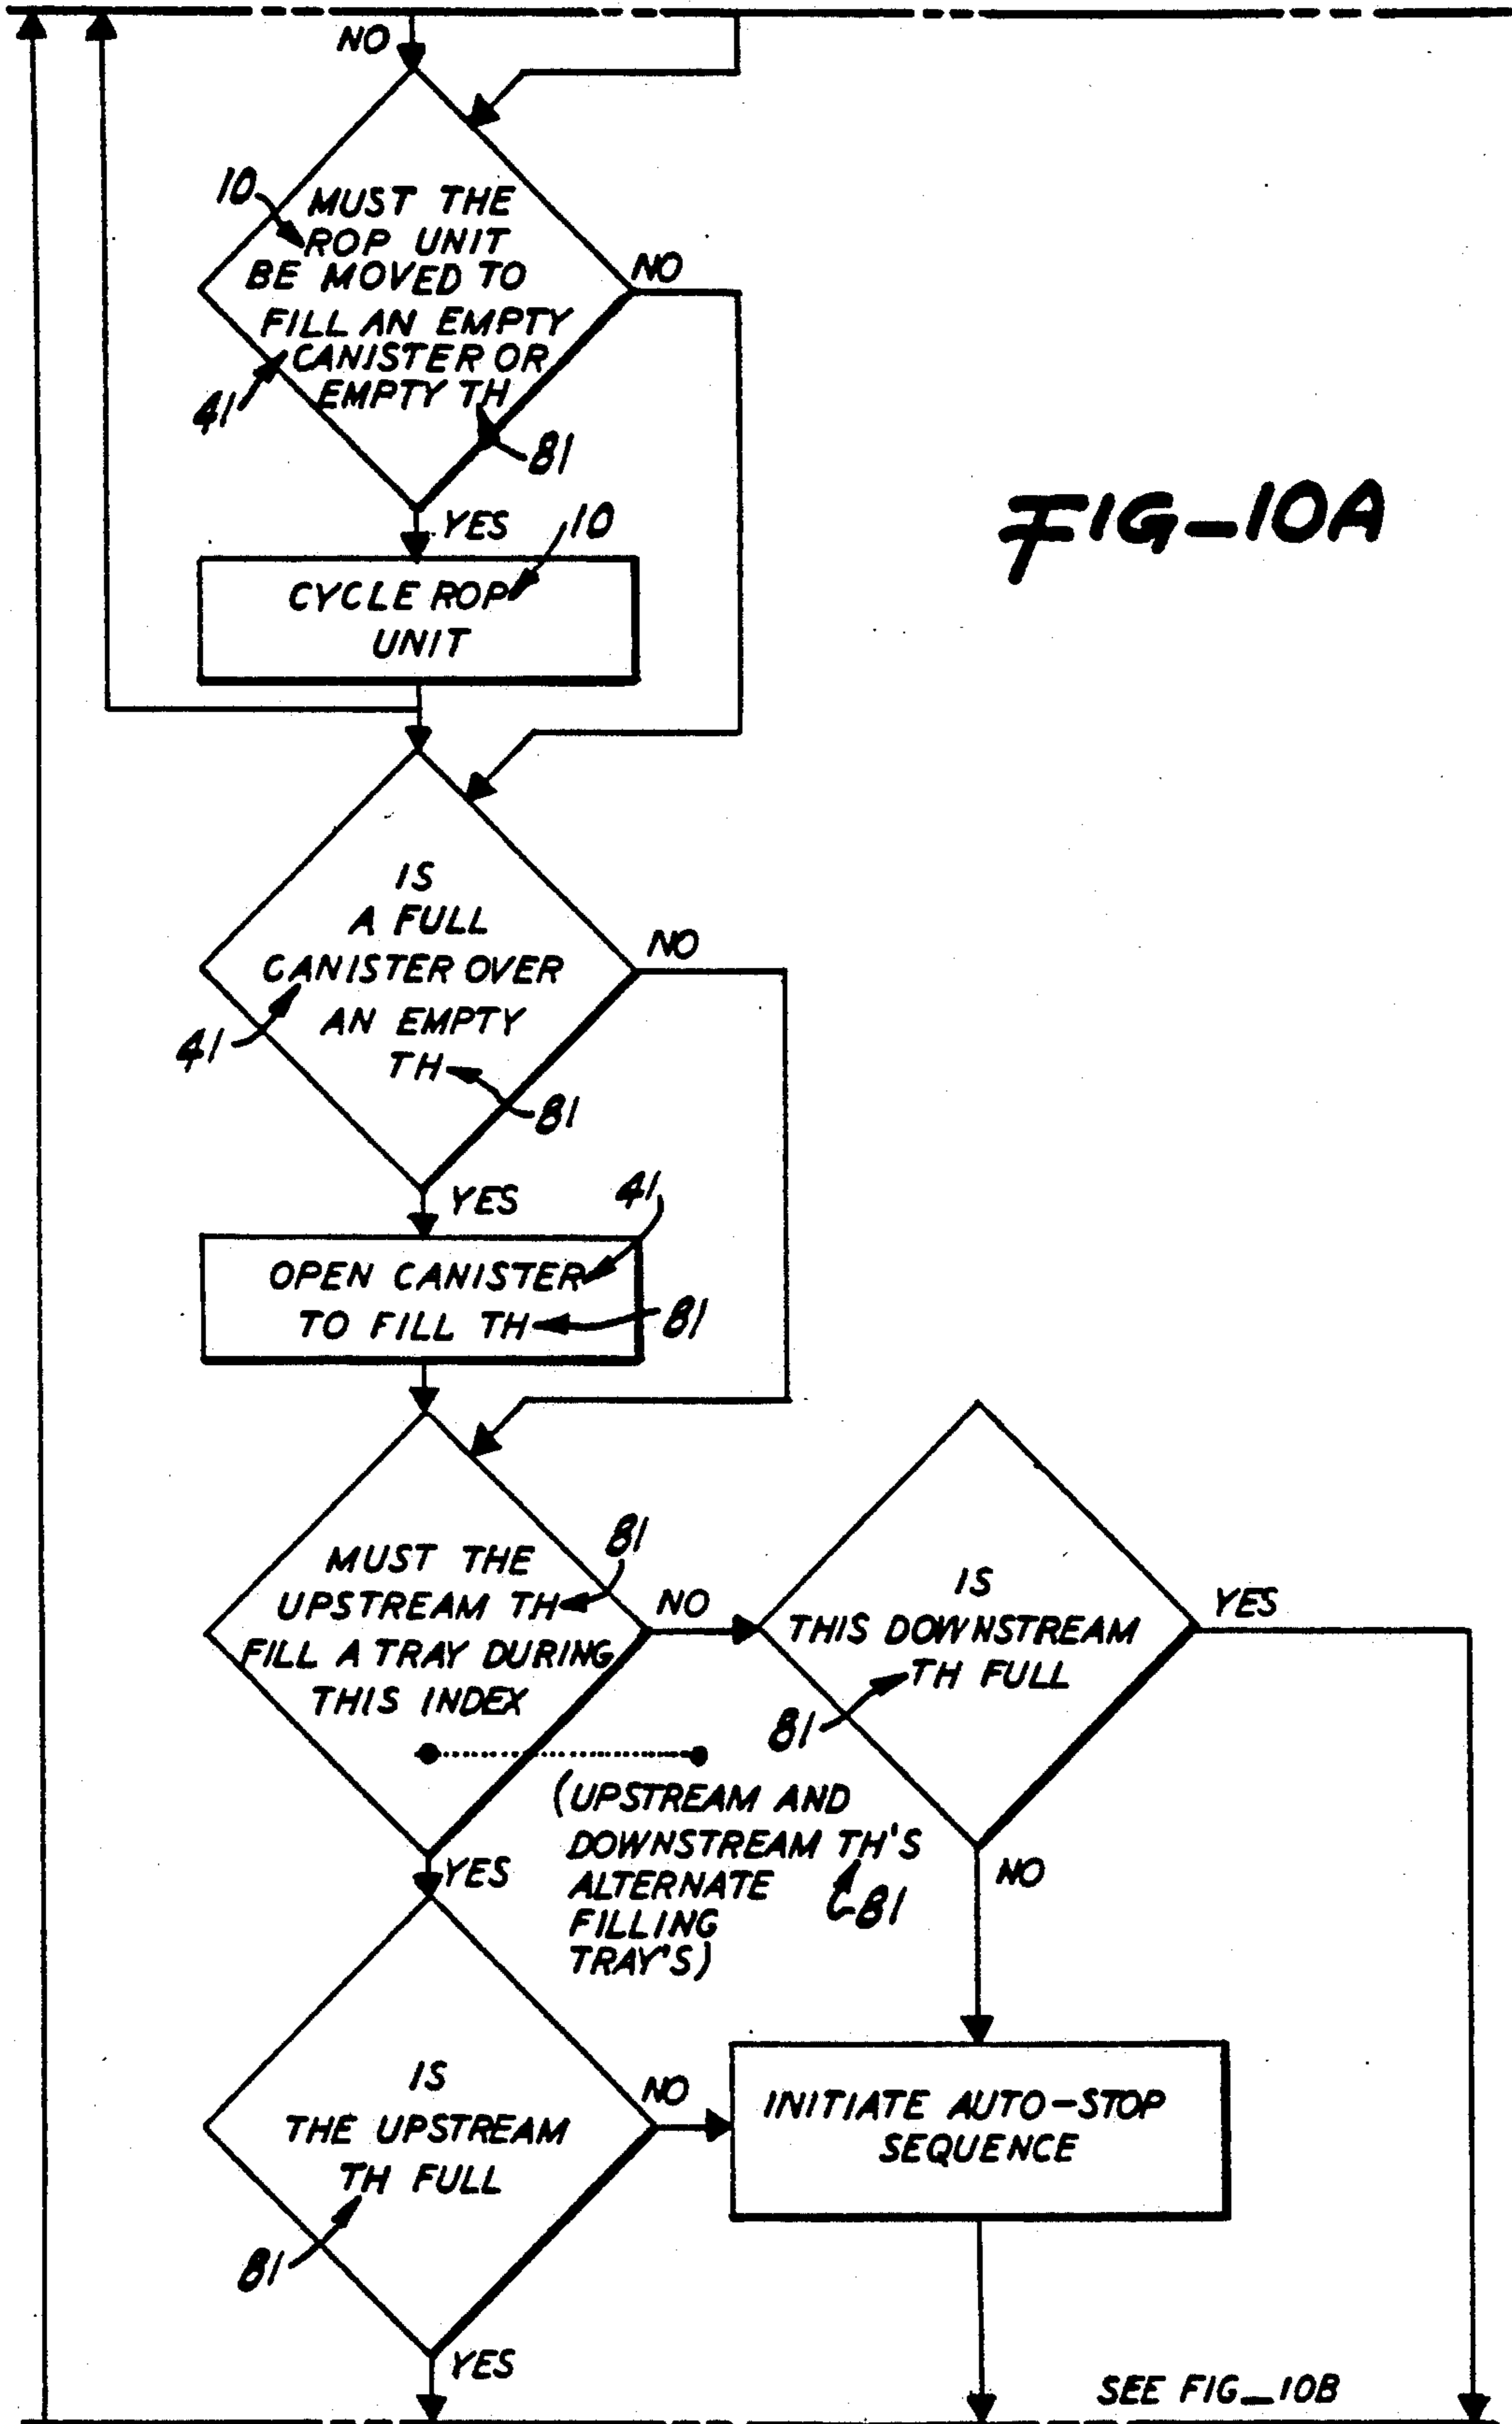 NO
10
MUST THE
ROP UNIT
BE MOVED TO
FILL AN EMPTY
CANISTER OR
EMPTY TH
41
81
NO
FIG_10A
YES
10
CYCLE ROP
UNIT
IS
A FULL
CANISTER OVER
AN EMPTY
TH
41
81
NO
YES
41
OPEN CANISTER
TO FILL TH
81
81
MUST THE
UPSTREAM TH
FILL A TRAY DURING
THIS INDEX
NO
IS
THIS DOWNSTREAM
TH FULL
81
YES
(UPSTREAM AND
DOWNSTREAM TH'S
ALTERNATE
FILLING
TRAY'S)
81
YES
NO
IS
THE UPSTREAM
TH FULL
81
NO
INITIATE AUTO-STOP
SEQUENCE
YES
SEE FIG_10B